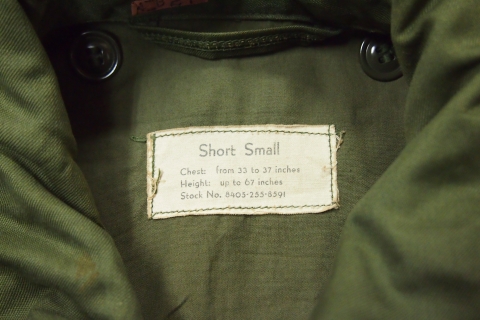 Short Small
Chest: from 33 to 37 inches
Height: up to 67 inches
Stock No. 8405-255-8591